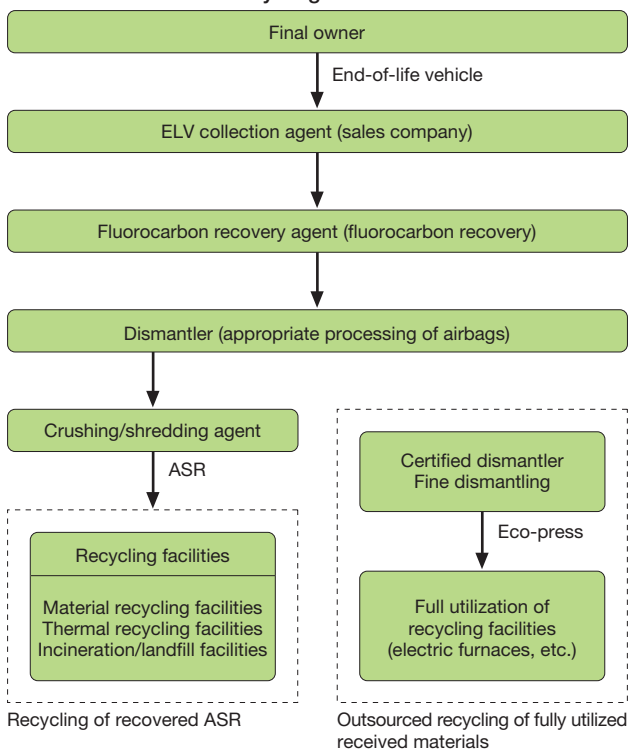 Final owner
End-of-life vehicle
ELV collection agent (sales company)
Fluorocarbon recovery agent (fluorocarbon recovery)
Dismantler (appropriate processing of airbags)
Crushing/shredding agent
ASR
Recycling facilities
Material recycling facilities
Thermal recycling facilities
Incineration/landfill facilities
Recycling of recovered ASR
Certified dismantler
Fine dismantling
Eco-press
Full utilization of
recycling facilities
(electric furnaces, etc.)
Outsourced recycling of fully utilized
received materials